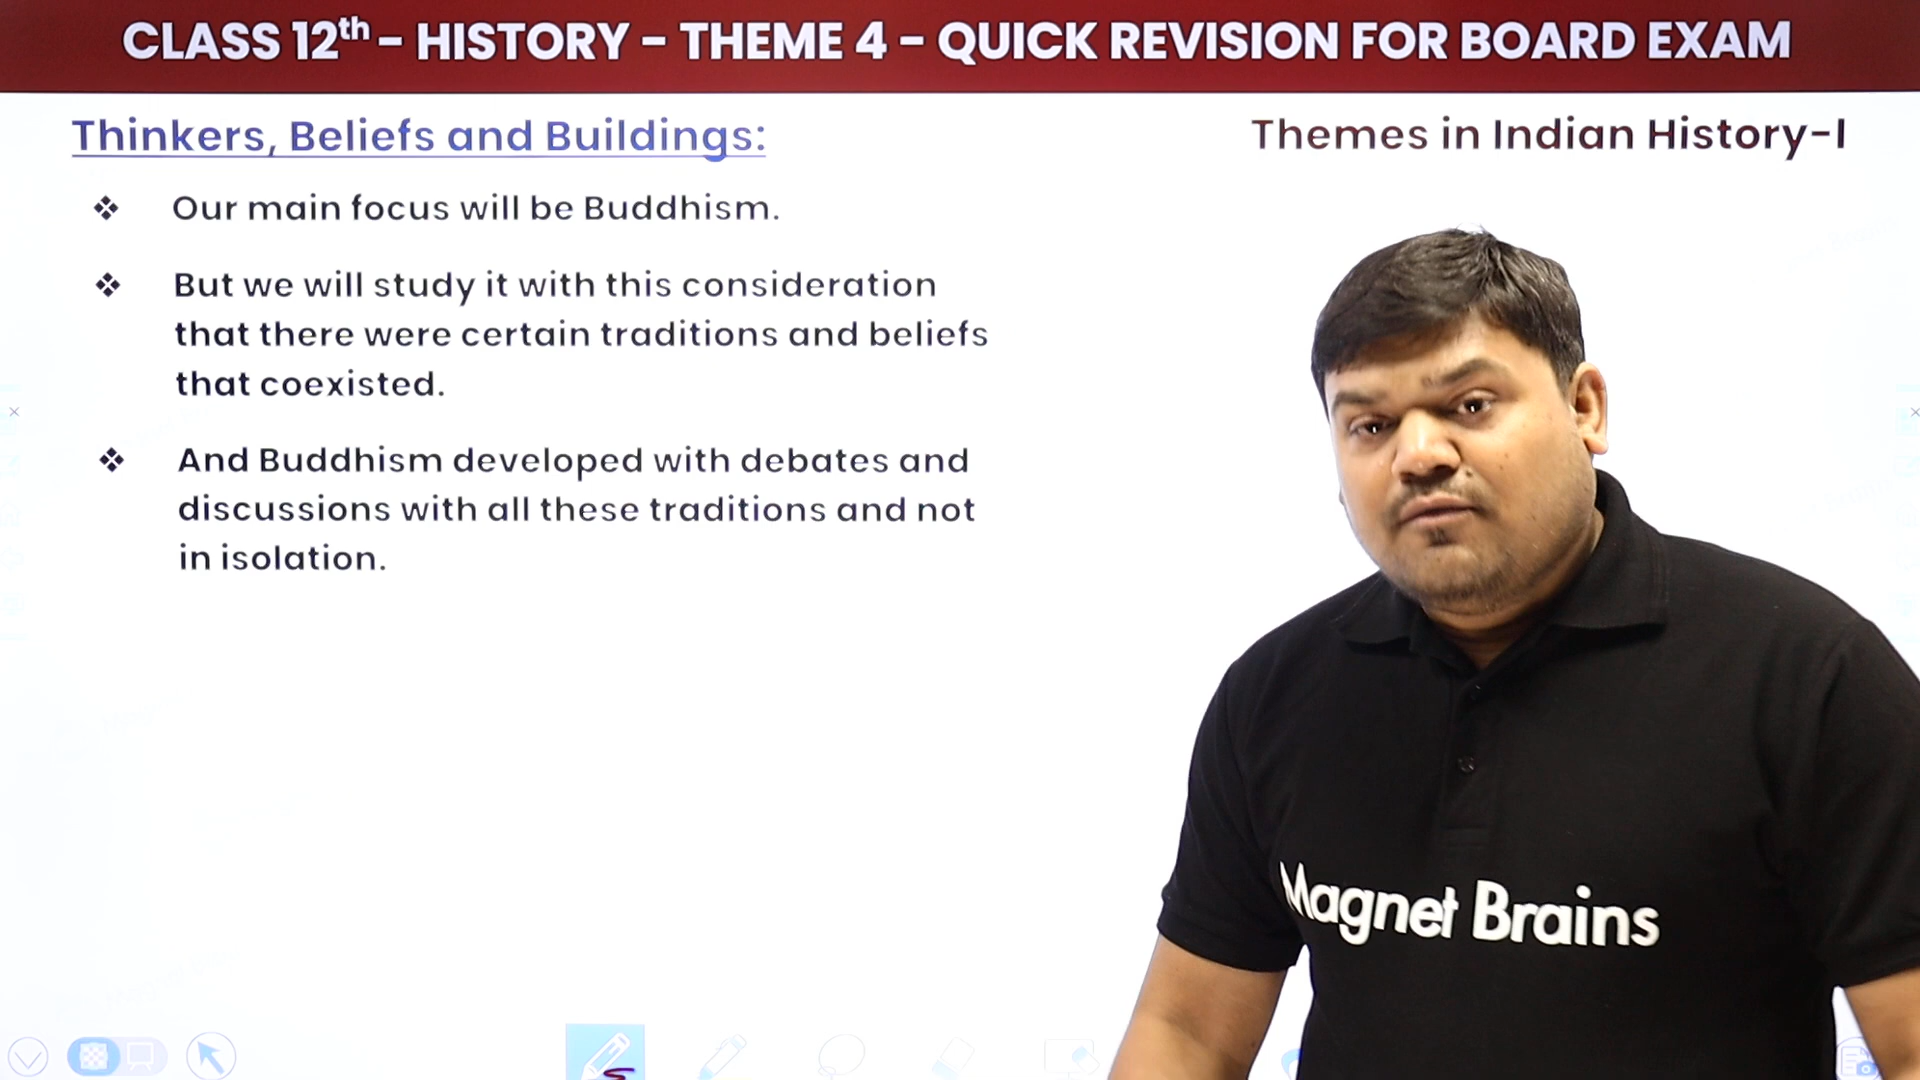 CLASS 12th - HISTORY - THEME 4 - QUICK REVISION FOR BOARD EXAM
Thinkers, Beliefs and Buildings:
Themes in Indian History-I
❖ Our main focus will be Buddhism.
❖ But we will study it with this consideration
that there were certain traditions and beliefs
that coexisted.
❖ And Buddhism developed with debates and
discussions with all these traditions and not
in isolation.
Magnet Brains